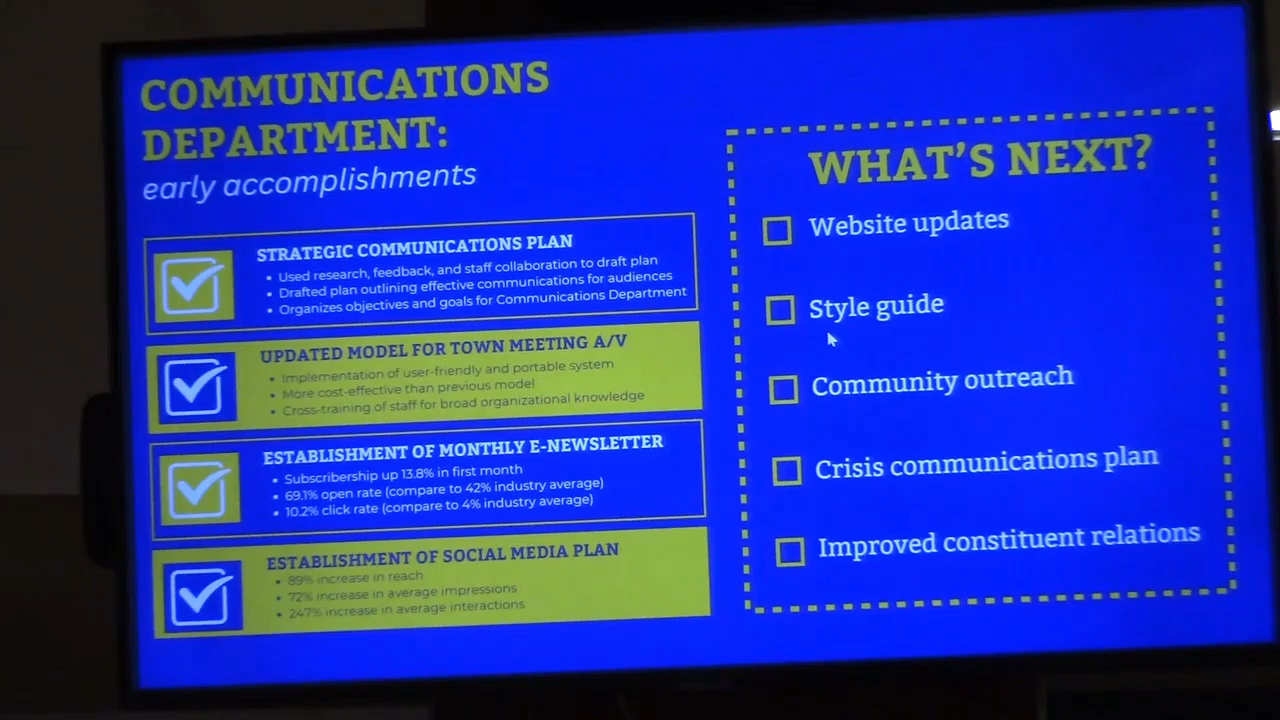 COMMUNICATIONS
DEPARTMENT:
early accomplishments
STRATEGIC COMMUNICATIONS PLAN
• Used research, feedback, and staff collaboration to draft plan
• Drafted plan outlining effective communications for audiences
• Organizes objectives and goals for Communications Department
UPDATED MODEL FOR TOWN MEETING A/V
• Implementation of user-friendly and portable system
• More cost-effective than previous model
• Cross-training of staff for broad organizational knowledge
ESTABLISHMENT OF MONTHLY E-NEWSLETTER
• Subscribership up 13.8% in first month
• 69.1% open rate (compare to 42% industry average)
• 10.2% click rate (compare to 4% industry average)
ESTABLISHMENT OF SOCIAL MEDIA PLAN
• 89% increase in reach
• 72% increase in average impressions
• 247% increase in average interactions
WHAT'S NEXT?
Website updates
Style guide
Community outreach
Crisis communications plan
Improved constituent relations